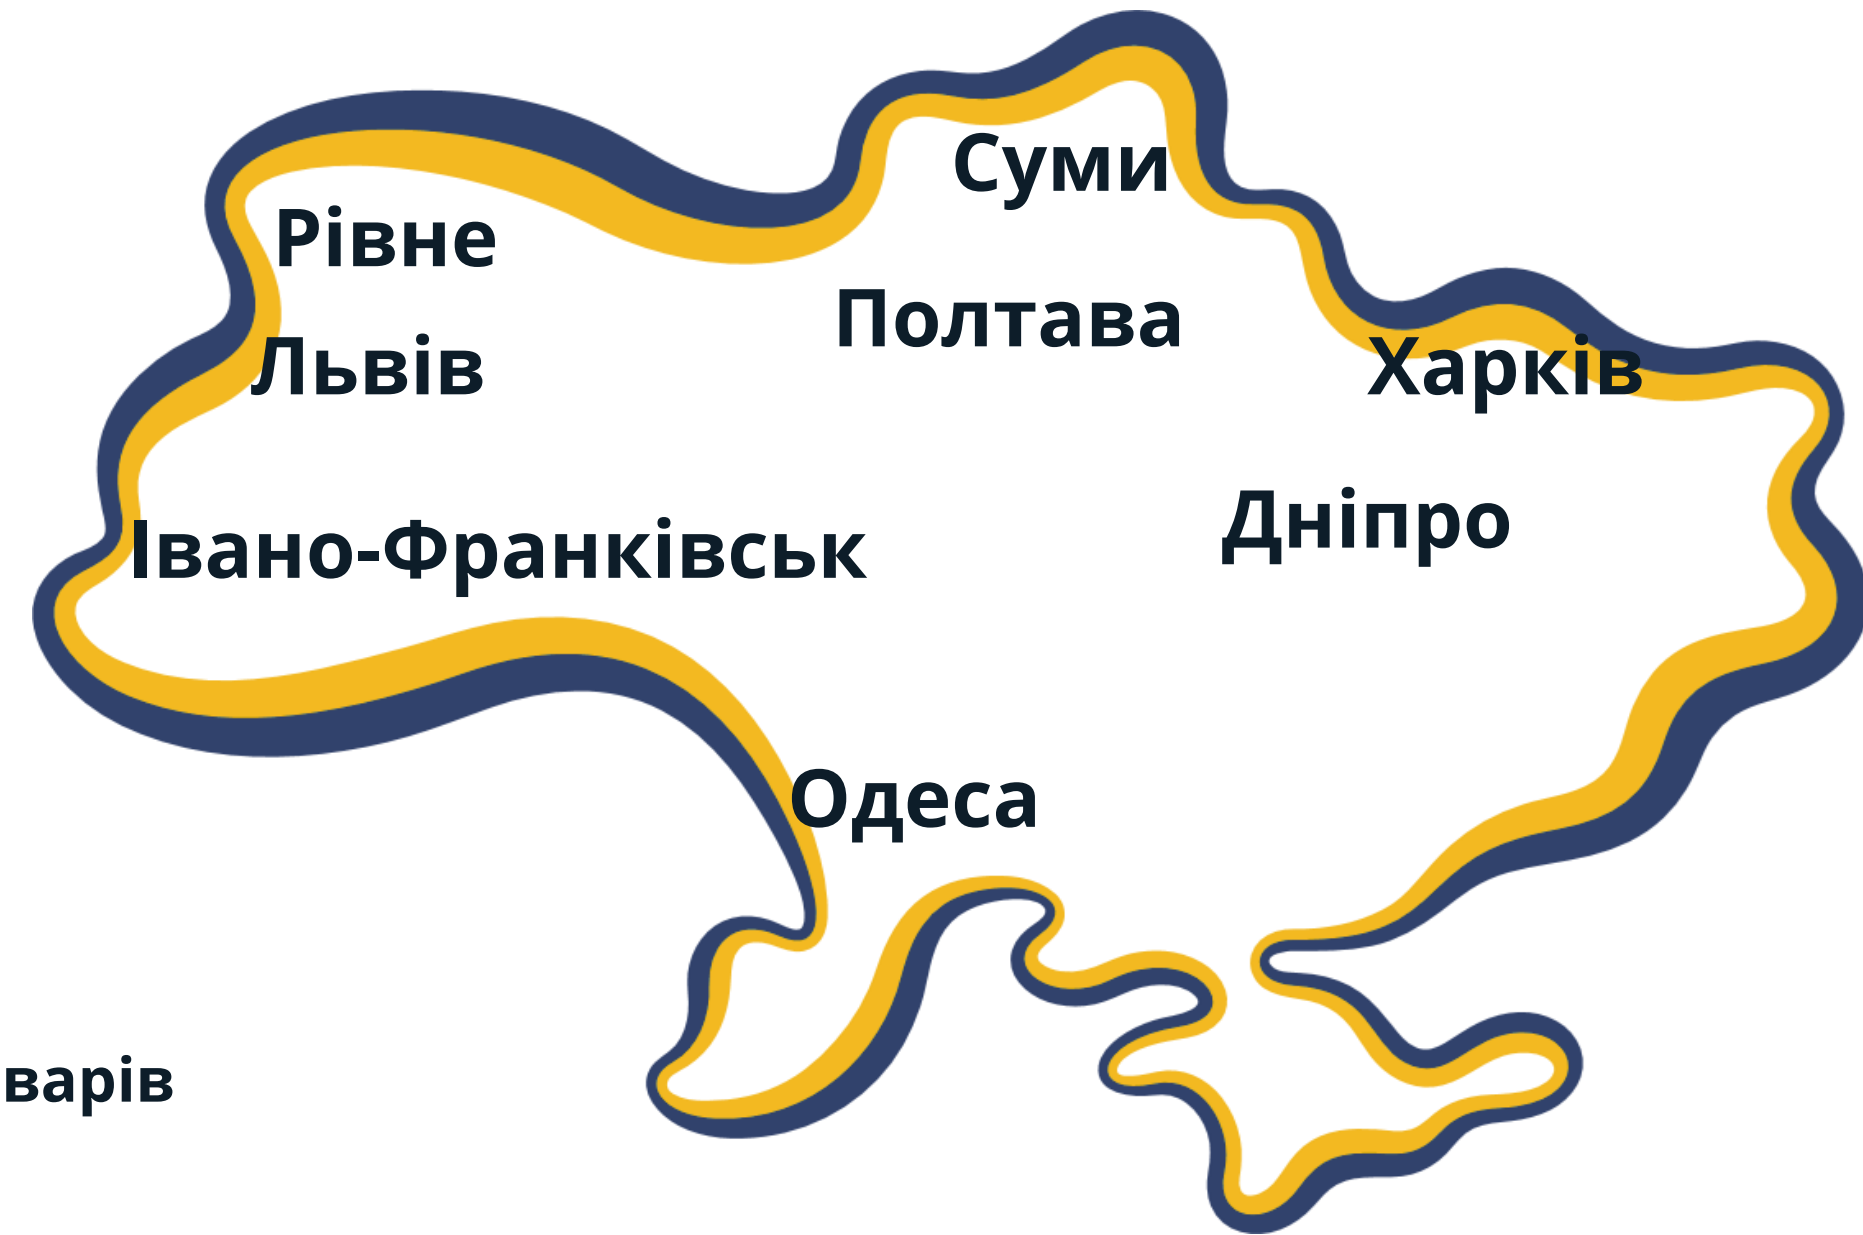 Суми
Рівне
Полтава
Львів
Харків
Дніпро
Івано-Франківськ
Одеса
варів